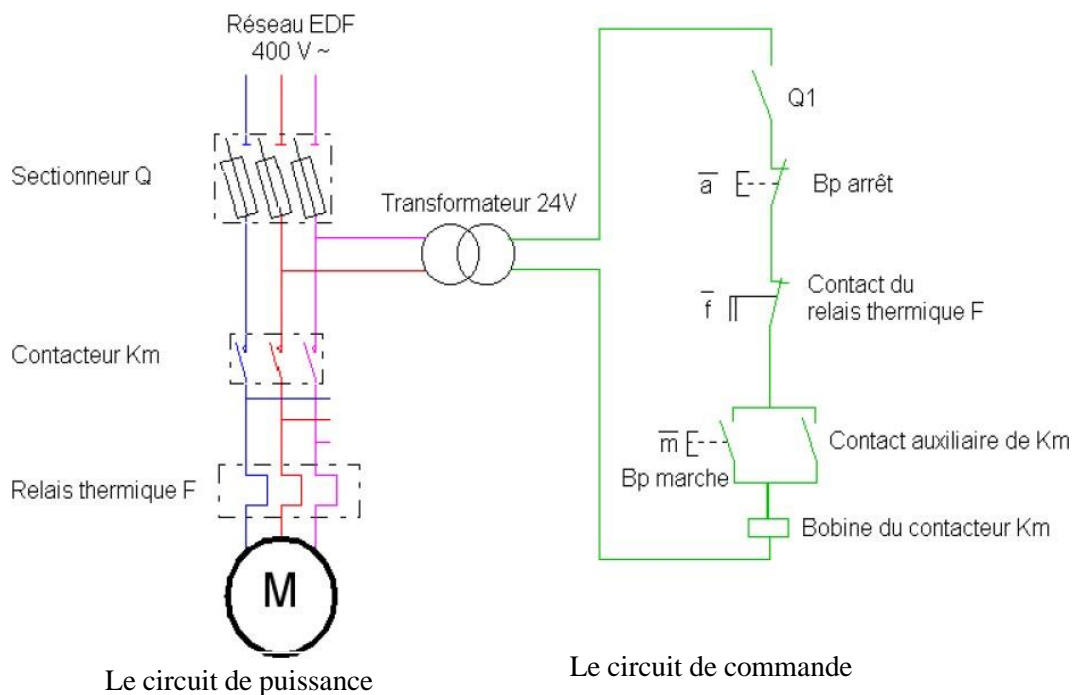 Réseau EDF
400 V ~
Sectionneur Q
Contacteur Km
Relais thermique F
M
Le circuit de puissance
Transformateur 24V
Q1
a̅
Bp arrêt
f̅
Contact du
relais thermique F
m̅
Bp marche
Contact auxiliaire de Km
Bobine du contacteur Km
Le circuit de commande